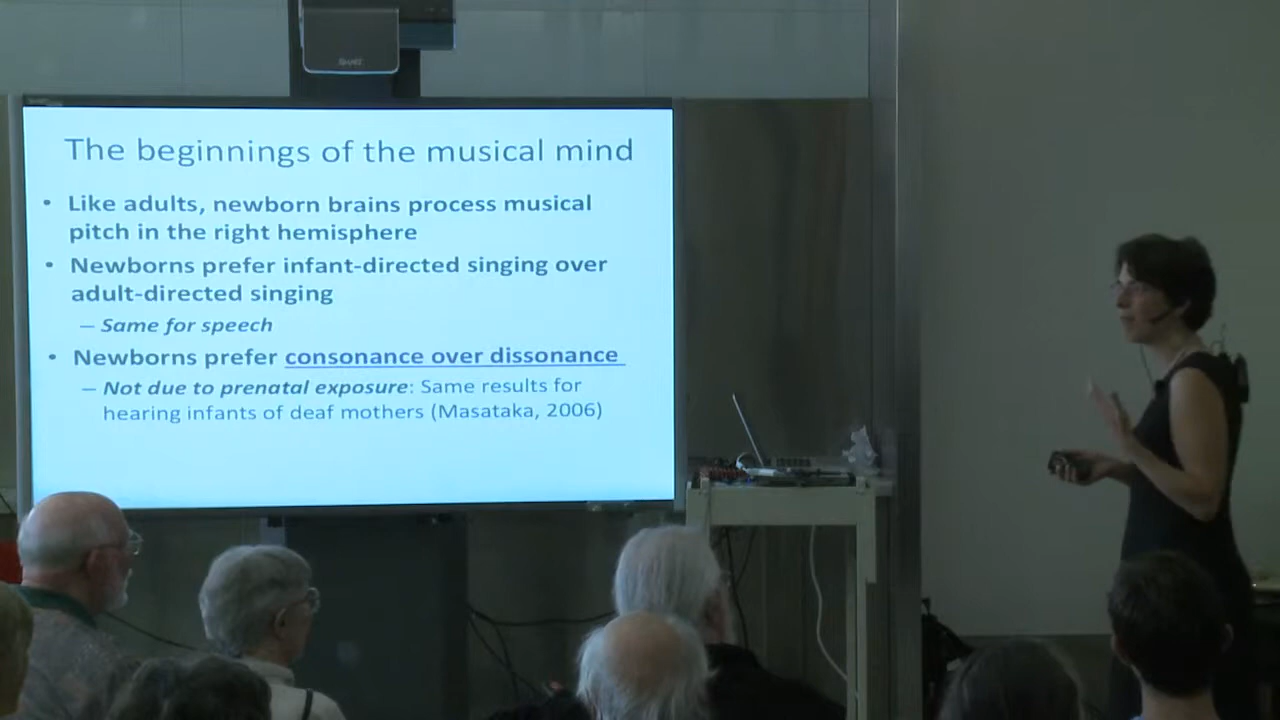 The beginnings of the musical mind
• Like adults, newborn brains process musical
pitch in the right hemisphere
• Newborns prefer infant-directed singing over
adult-directed singing
– Same for speech
• Newborns prefer consonance over dissonance
– Not due to prenatal exposure: Same results for
hearing infants of deaf mothers (Masataka, 2006)